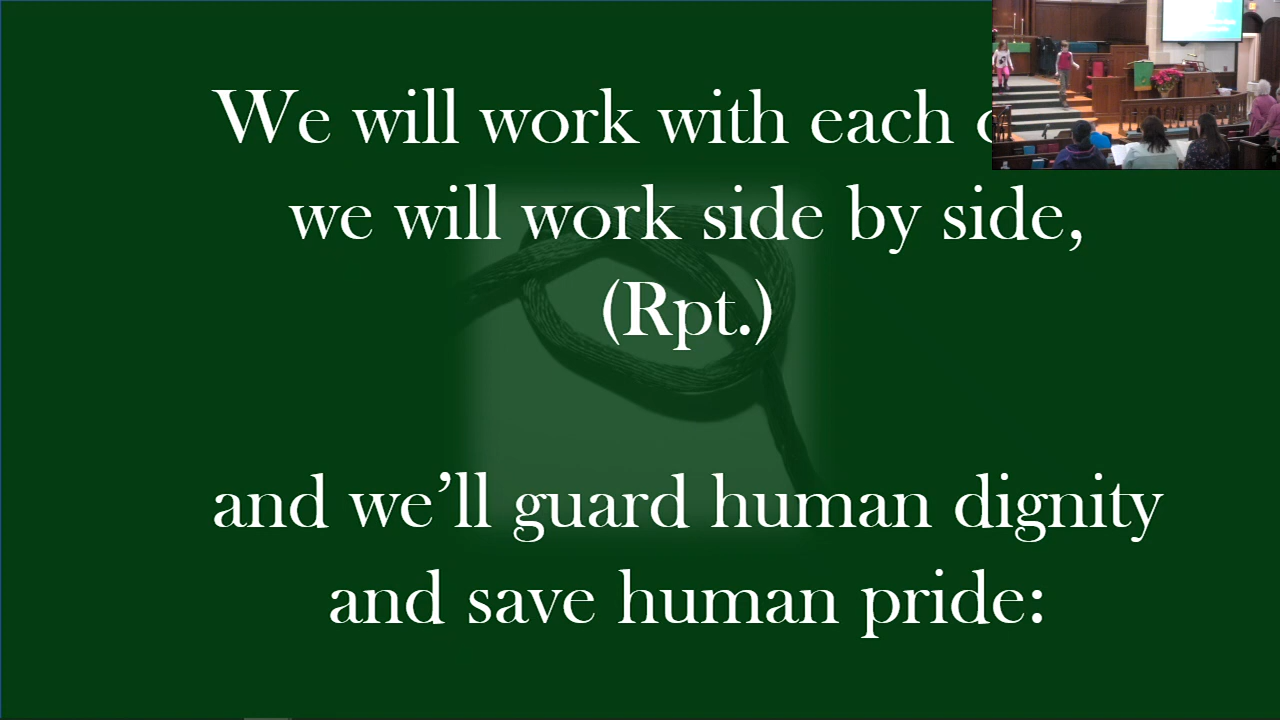 We will work with each
we will work side by side,
(Rpt.)
and we’ll guard human dignity
and save human pride: